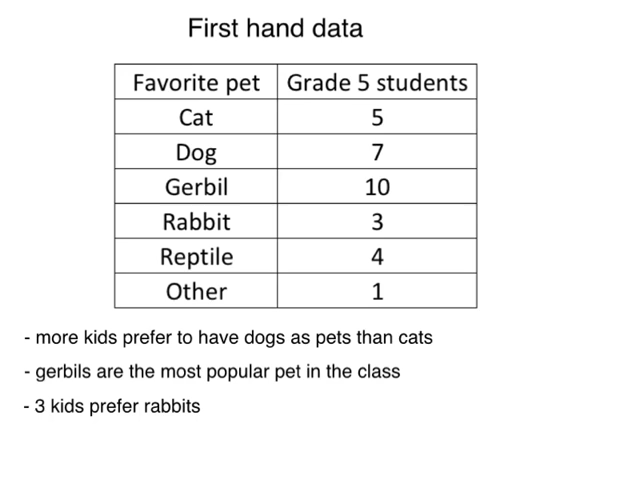 First hand data
Favorite pet Grade 5 students
Cat 5
Dog 7
Gerbil 10
Rabbit 3
Reptile 4
Other 1
- more kids prefer to have dogs as pets than cats
- gerbils are the most popular pet in the class
- 3 kids prefer rabbits